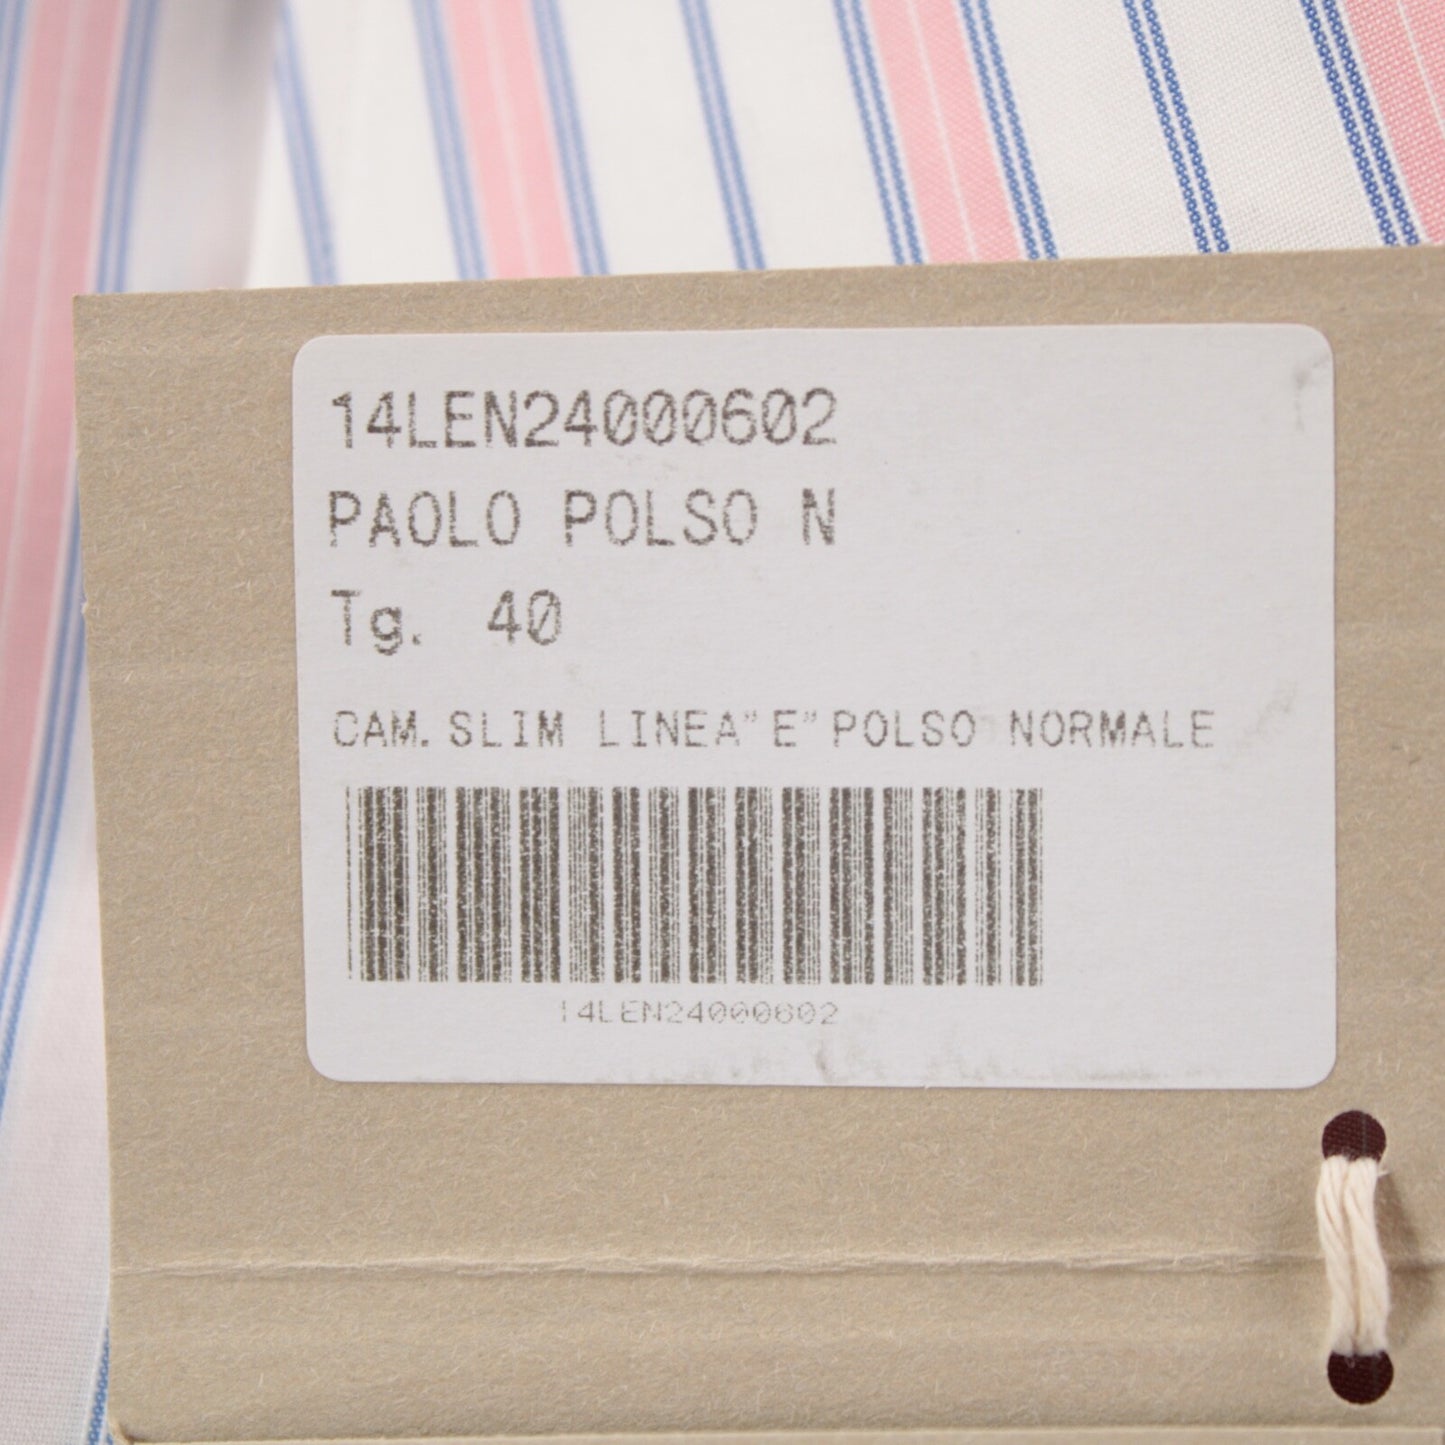 14LEN24000602
PAOLO POLSO N
Tg. 40
CAM.SLIM LINEA"E"POLSO NORMALE
14LEN24000602